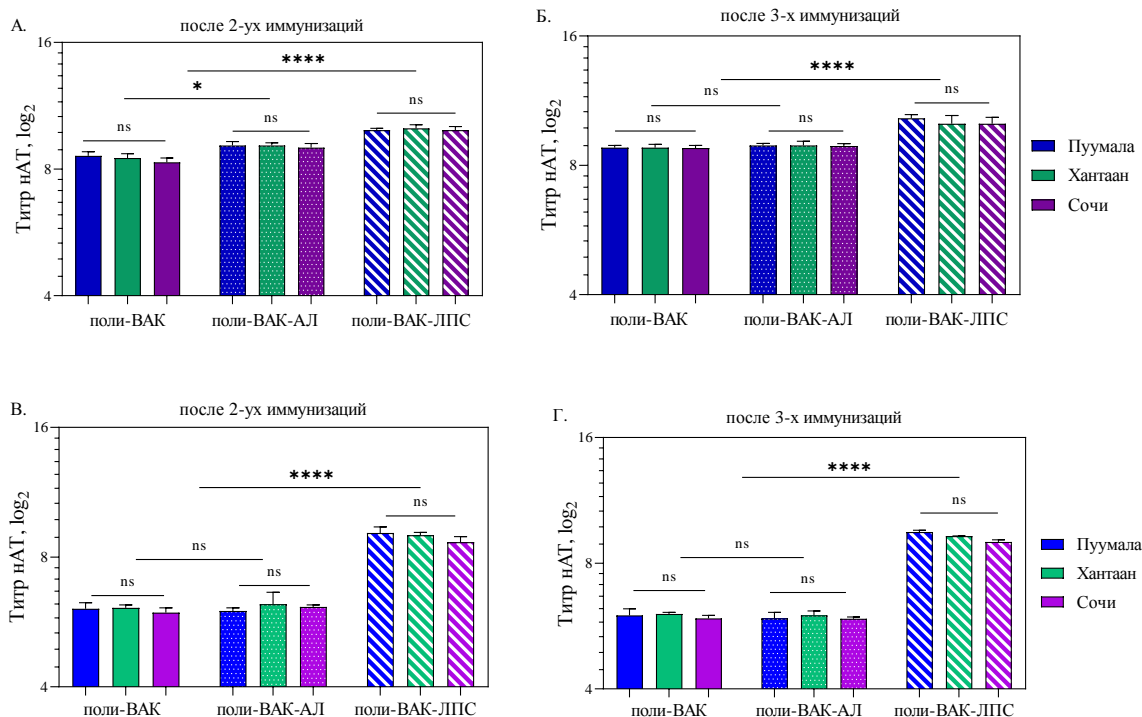 А.
после 2-ух иммунизаций
Титр нАТ, log2
16
8
4
****
*
ns
ns
ns
поли-ВАК
поли-ВАК-АЛ
поли-ВАК-ЛПС
Б.
после 3-х иммунизаций
Титр нАТ, log2
16
8
4
****
ns
ns
ns
ns
поли-ВАК
поли-ВАК-АЛ
поли-ВАК-ЛПС
Пуумала
Хантаан
Сочи
В.
после 2-ух иммунизаций
Титр нАТ, log2
16
8
4
****
ns
ns
ns
ns
поли-ВАК
поли-ВАК-АЛ
поли-ВАК-ЛПС
Г.
после 3-х иммунизаций
Титр нАТ, log2
16
8
4
****
ns
ns
ns
ns
поли-ВАК
поли-ВАК-АЛ
поли-ВАК-ЛПС
Пуумала
Хантаан
Сочи